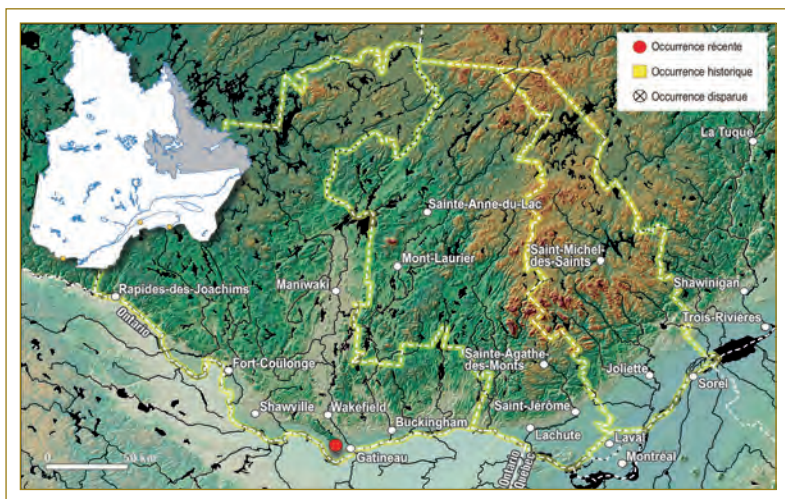 Occurrence récente
Occurrence historique
Occurrence disparue
La Tuque
Sainte-Anne-du-Lac
Saint-Michel-
des-Saints
Mont-Laurier
Maniwaki
Rapides-des-Joachims
Shawinigan
Trois-Rivières
Ontario
Fort-Coulonge
Sainte-Agathe-
des-Monts
Joliette
Sorel
Shawville
Wakefield
Saint-Jérôme
Buckingham
Lachute
Laval
Gatineau
Montréal
Ontario
Québec
0
50 km